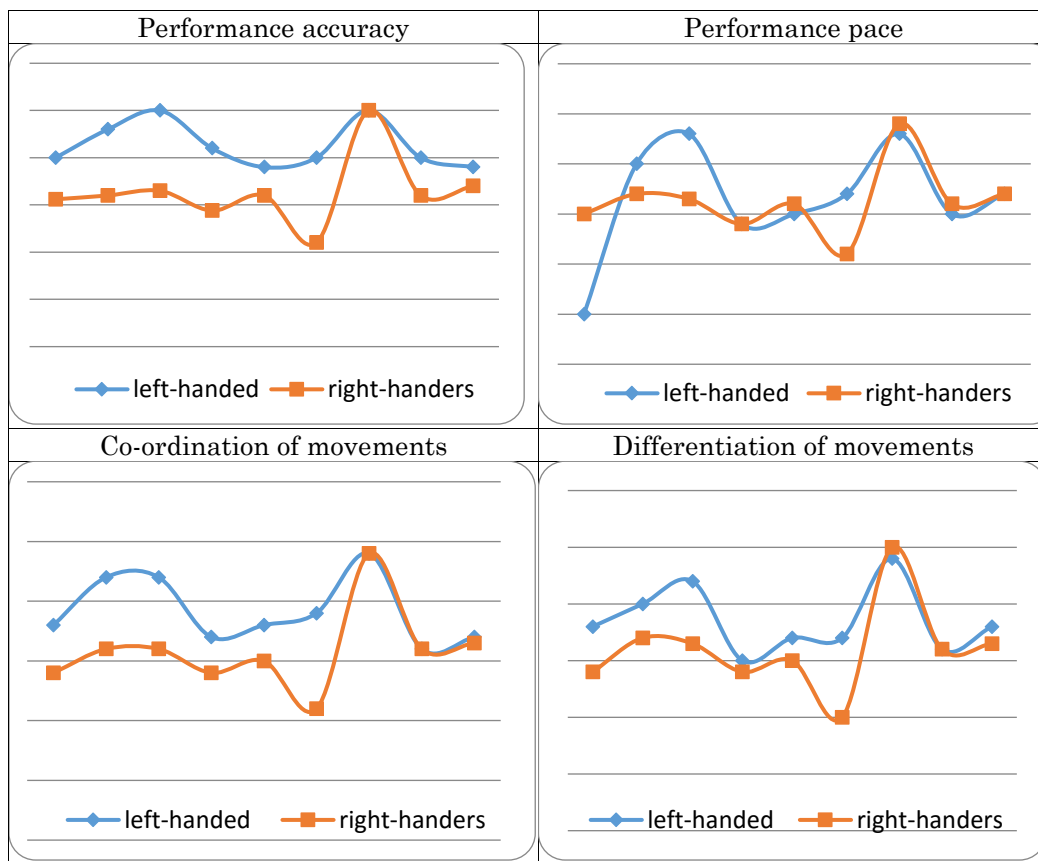 Performance accuracy
Performance pace
left-handed
right-handers
left-handed
right-handers
Co-ordination of movements
Differentiation of movements
left-handed
right-handers
left-handed
right-handers